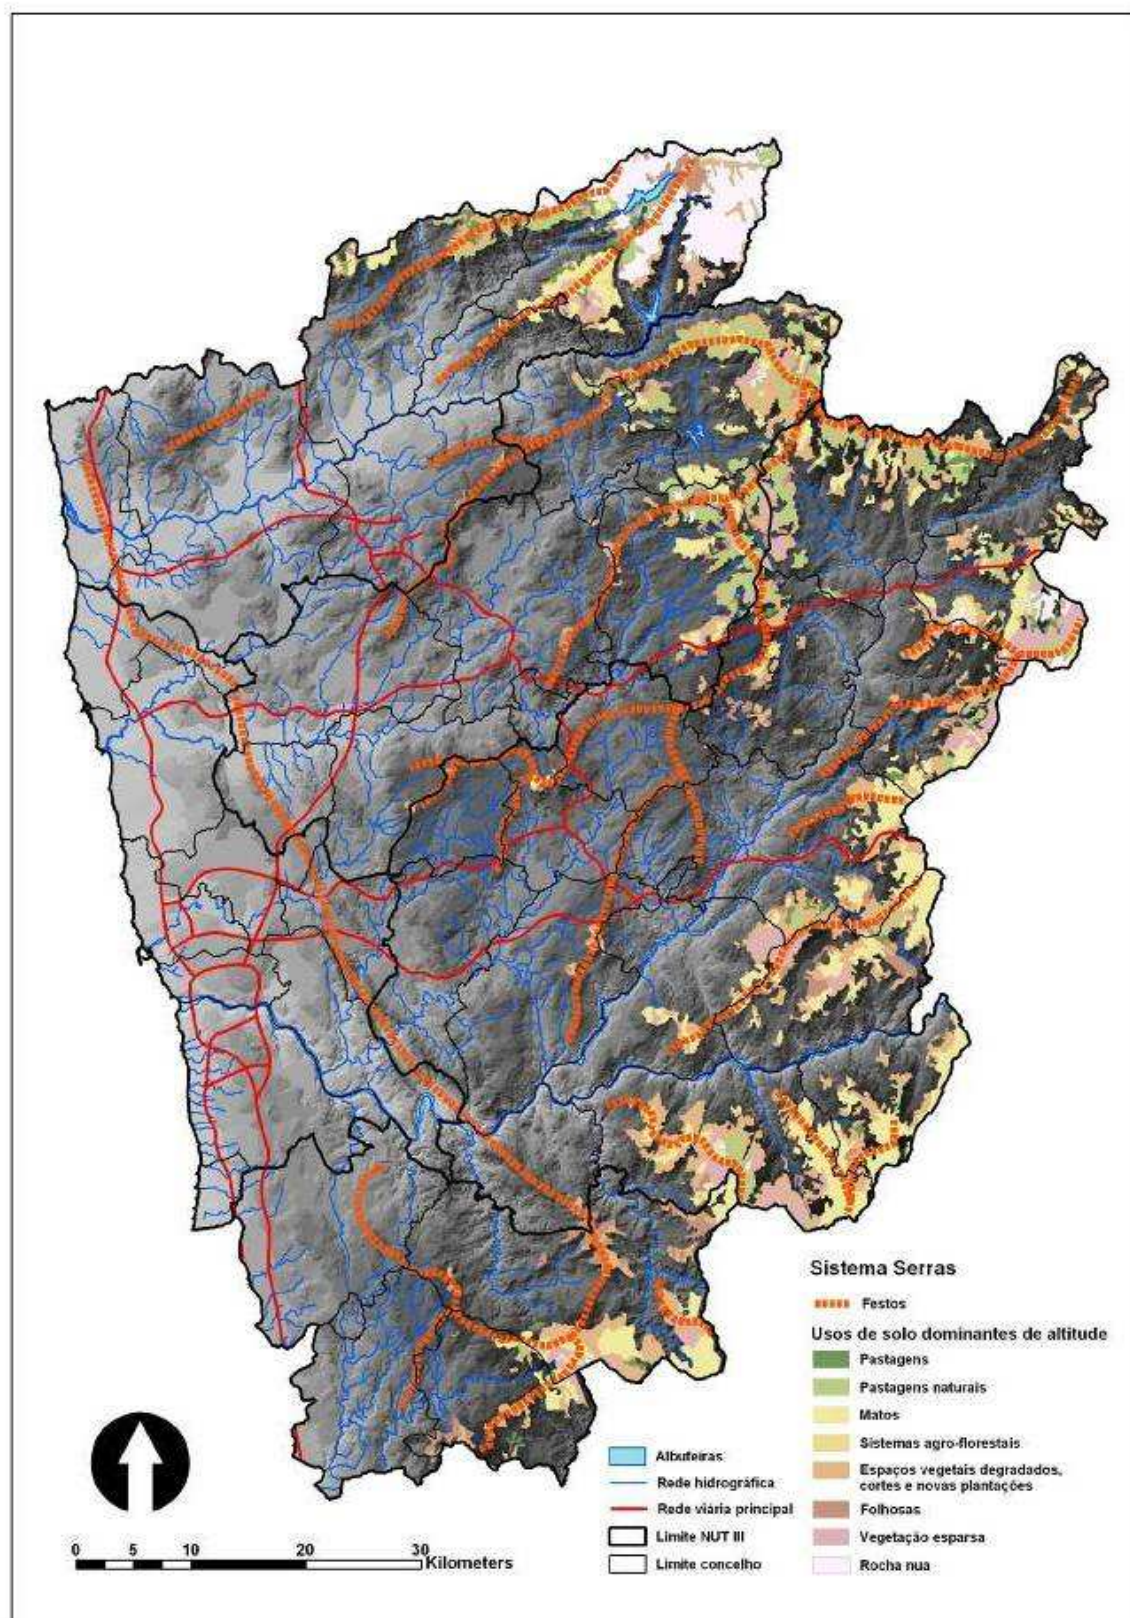 Sistema Serras
Festos
Usos de solo dominantes de altitude
Pastagens
Pastagens naturais
Matos
Sistemas agro-florestais
Espaços vegetais degradados,
cortes e novas plantações
Folhosas
Vegetação esparsa
Rocha nua
Albufeiras
Rede hidrográfica
Rede viária principal
Limite NUT III
Limite concelho
0 5 10 20 30
Kilometers